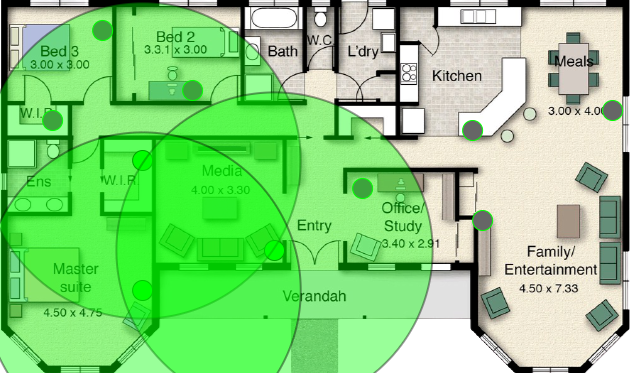 Bed 3
3.00 x 3.00
Bed 2
3.3.1 x 3.00
Bath
W.C
L'dry
Kitchen
Meals
3.00 x 4.00
W.I.R
Ens
W.I.R
Media
4.00 x 3.30
Entry
Office/
Study
3.40 x 2.91
Family/
Entertainment
4.50 x 7.33
Master
suite
4.50 x 4.75
Verandah